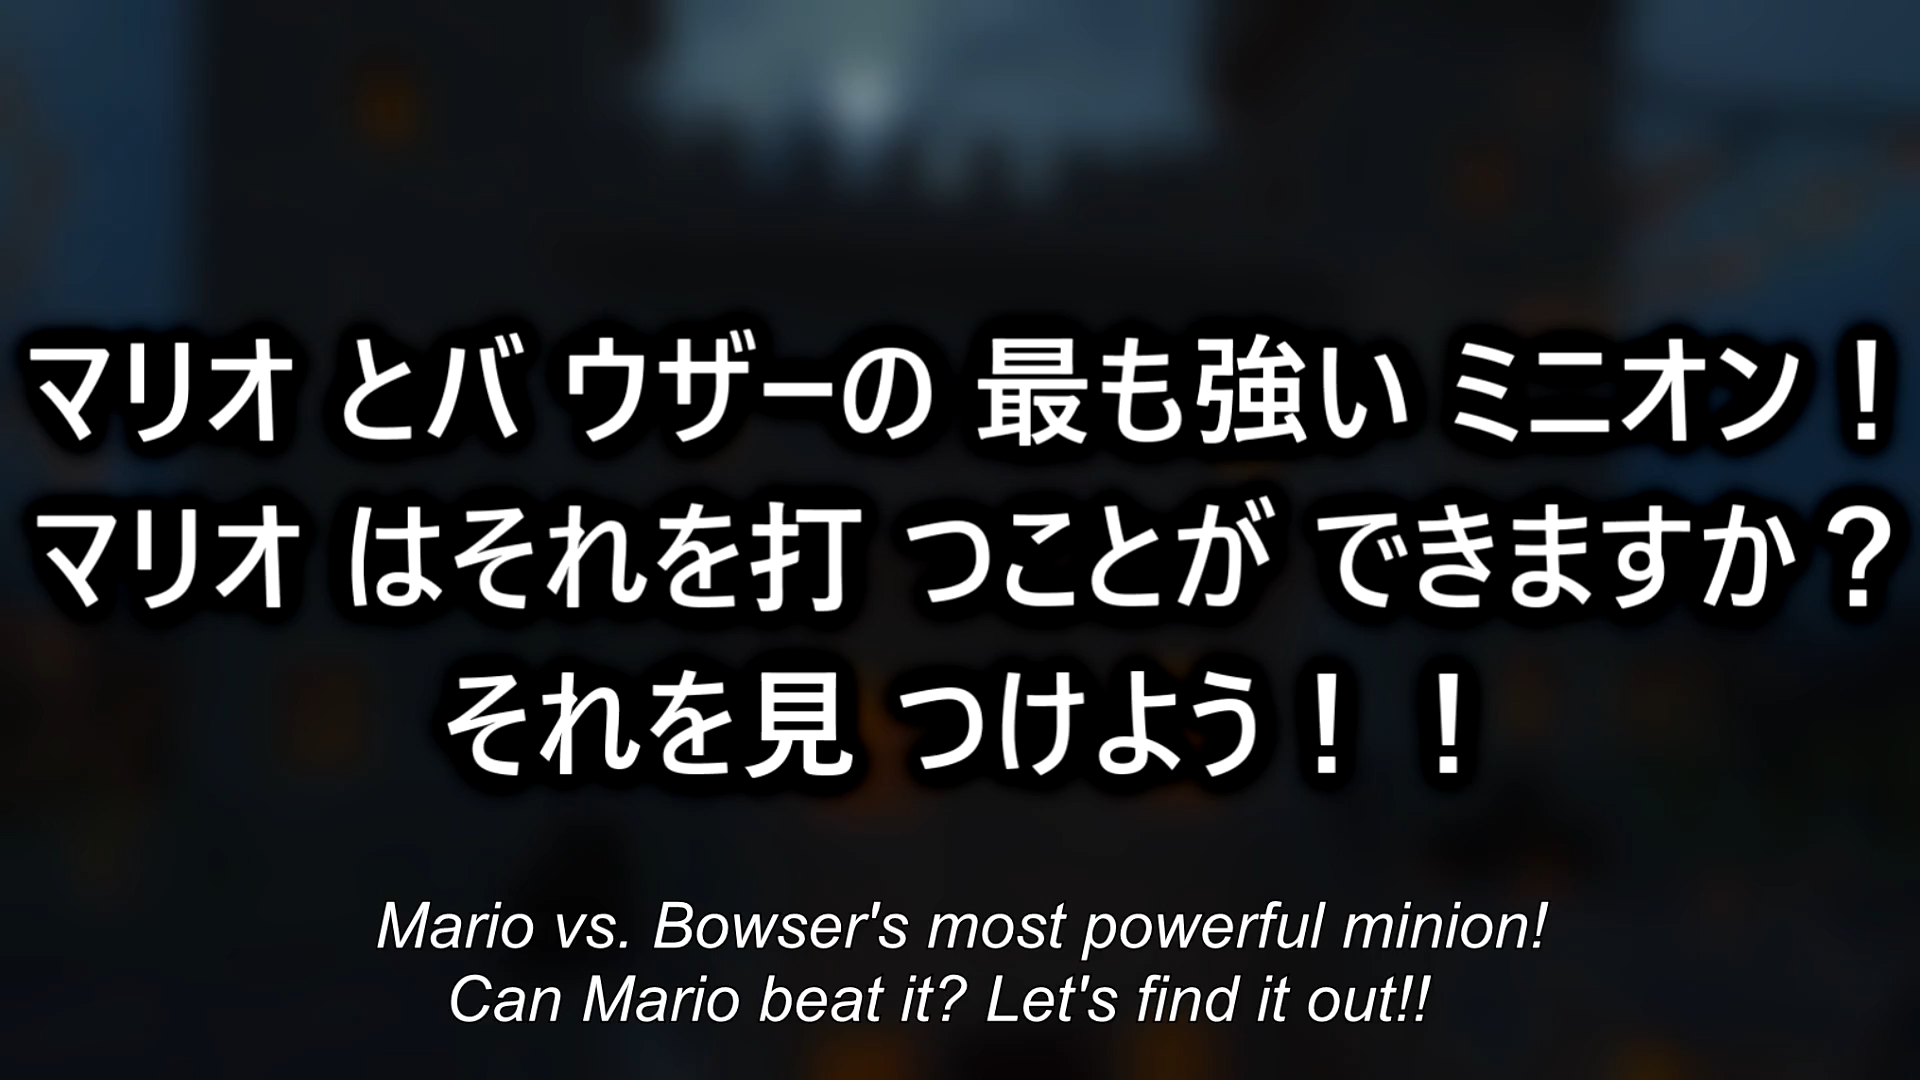 マリオ とバ ウザーの 最も強い ミニオン！
マリオ はそれを打 つことが できますか？
それを見 つけよう！！
Mario vs. Bowser's most powerful minion!
Can Mario beat it? Let's find it out!!